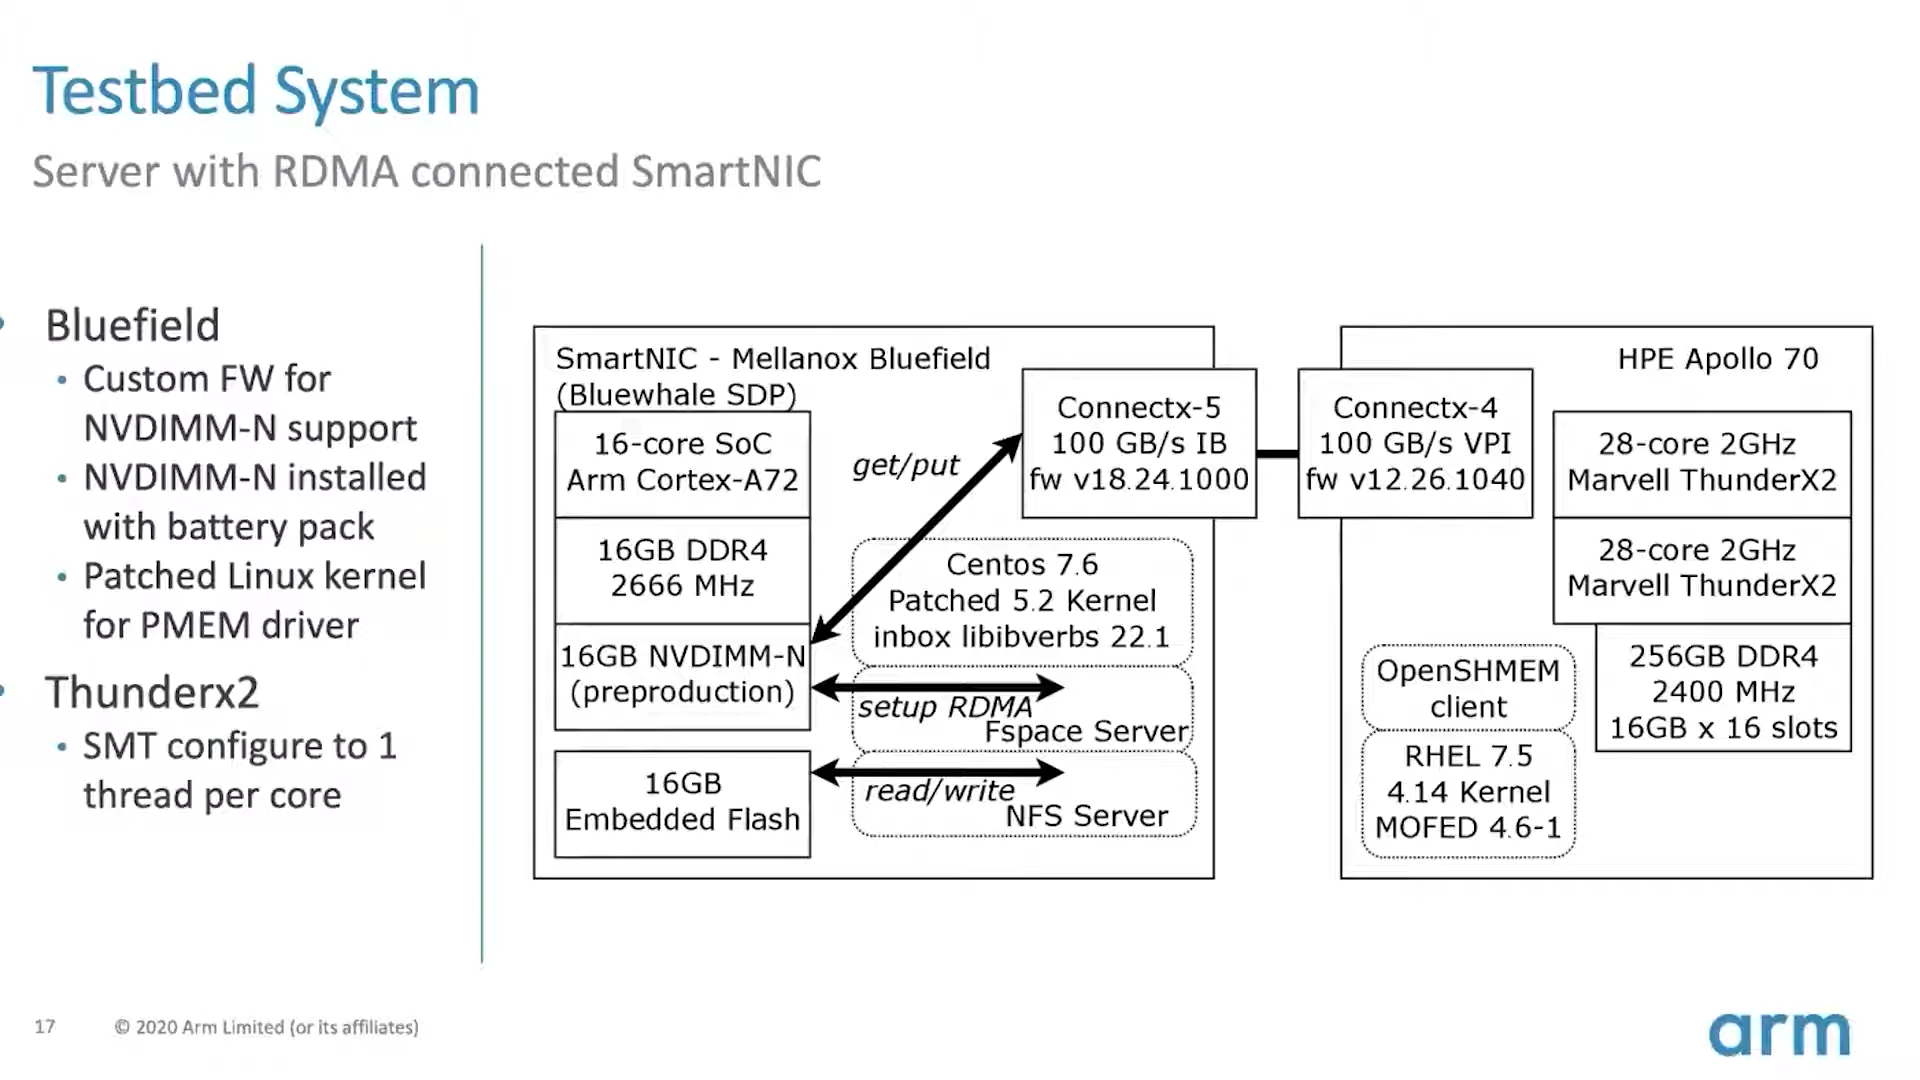 Testbed System
Server with RDMA connected SmartNIC
Bluefield
Custom FW for
NVDIMM-N support
NVDIMM-N installed
with battery pack
Patched Linux kernel
for PMEM driver
Thunderx2
SMT configure to 1
thread per core
SmartNIC - Mellanox Bluefield
(Bluewhale SDP)
16-core SoC
Arm Cortex-A72
16GB DDR4
2666 MHz
16GB NVDIMM-N
(preproduction)
16GB
Embedded Flash
get/put
Connectx-5
100 GB/s IB
fw v18.24.1000
Centos 7.6
Patched 5.2 Kernel
inbox libibverbs 22.1
setup RDMA
Fspace Server
read/write
NFS Server
HPE Apollo 70
Connectx-4
100 GB/s VPI
fw v12.26.1040
28-core 2GHz
Marvell ThunderX2
28-core 2GHz
Marvell ThunderX2
256GB DDR4
2400 MHz
16GB x 16 slots
OpenSHMEM
client
RHEL 7.5
4.14 Kernel
MOFED 4.6-1
17
© 2020 Arm Limited (or its affiliates)
arm